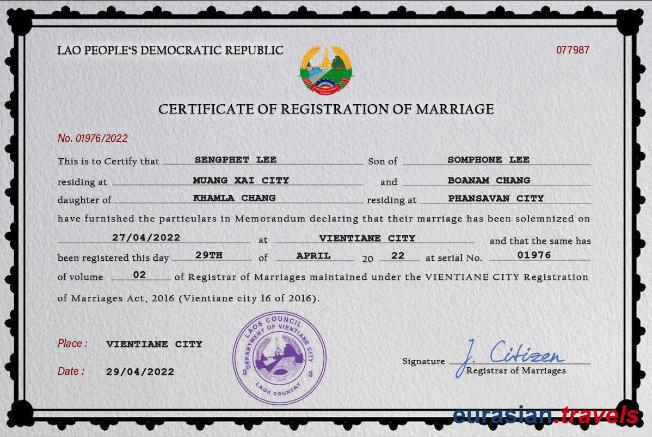 LAO PEOPLE'S DEMOCRATIC REPUBLIC
077987
CERTIFICATE OF REGISTRATION OF MARRIAGE
No. 01976/2022
This is to Certify that SENGPHET LEE Son of SOMPHONE LEE
residing at MUANG XAI CITY and BOANAM CHANG
daughter of KHAMLA CHANG residing at PHANSAVAN CITY
have furnished the particulars in Memorandum declaring that their marriage has been solemnized on
27/04/2022 at VIENTIANE CITY and that the same has
been registered this day 29TH of APRIL 20 22 at serial No. 01976
of volume 02 of Registrar of Marriages maintained under the VIENTIANE CITY Registration
of Marriages Act, 2016 (Vientiane city 16 of 2016).
Place : VIENTIANE CITY
Date : 29/04/2022
LAOS COUNCIL
DEPARTMENT OF VIENTIANE CITY
LAOS COUNTRY
Signature J. Citizen
Registrar of Marriages
eurasian.travels